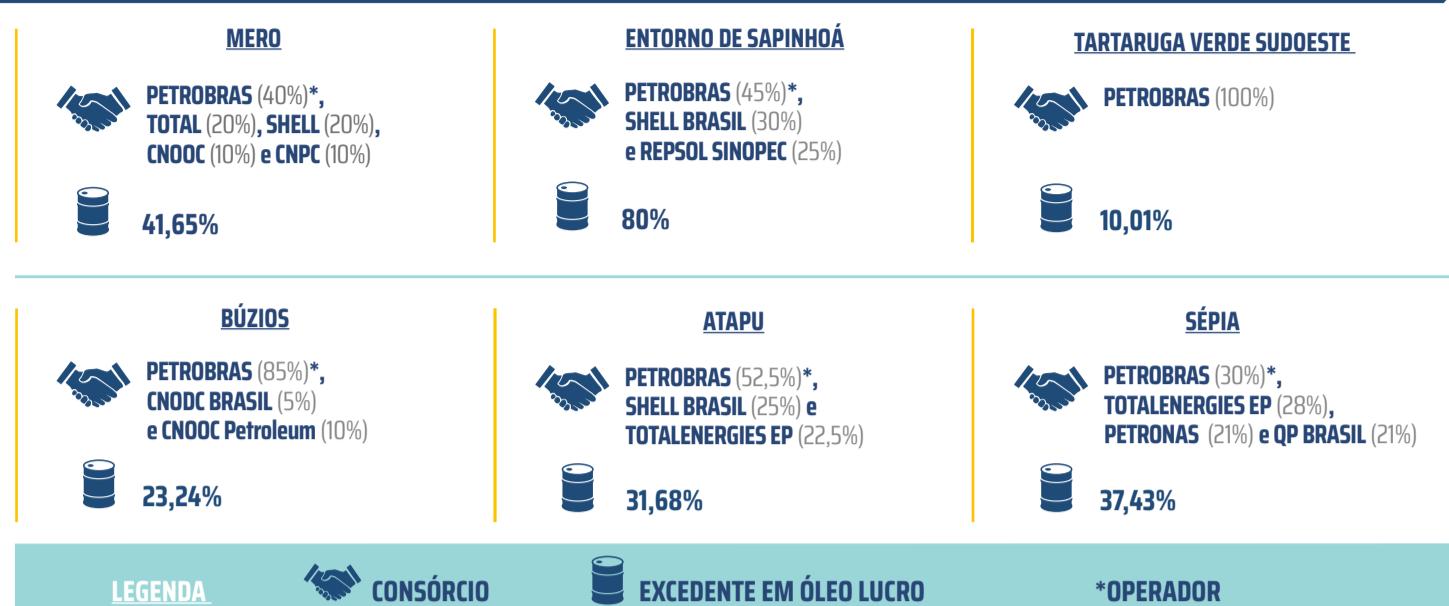 MERO
PETROBRAS (40%)*,
TOTAL (20%), SHELL (20%),
CNOOC (10%) e CNPC (10%)
41,65%
ENTORNO DE SAPINHOÁ
PETROBRAS (45%)*,
SHELL BRASIL (30%)
e REPSOL SINOPEC (25%)
80%
TARTARUGA VERDE SUDOESTE
PETROBRAS (100%)
10,01%
BÚZIOS
PETROBRAS (85%)*,
CNODC BRASIL (5%)
e CNOOC Petroleum (10%)
23,24%
ATAPU
PETROBRAS (52,5%)*,
SHELL BRASIL (25%) e
TOTALENERGIES EP (22,5%)
31,68%
SÉPIA
PETROBRAS (30%)*,
TOTALENERGIES EP (28%),
PETRONAS (21%) e QP BRASIL (21%)
37,43%
LEGENDA CONSÓRCIO EXCEDENTE EM ÓLEO LUCRO *OPERADOR